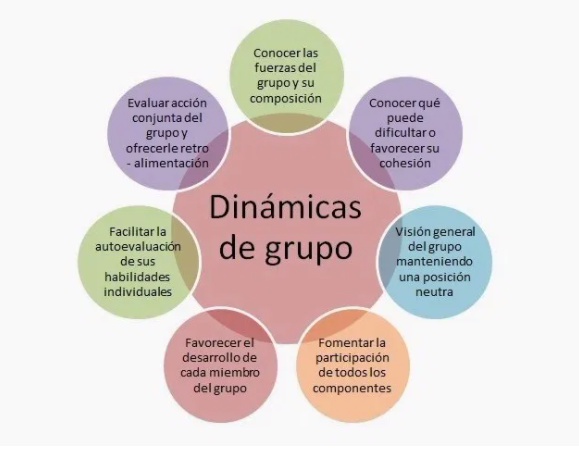 Conocer las
fuerzas del
grupo y su
composición
Conocer qué
puede
dificultar o
favorecer su
cohesión
Visión general
del grupo
manteniendo
una posición
neutra
Fomentar la
participación
de todos los
componentes
Favorecer el
desarrollo de
cada miembro
del grupo
Facilitar la
autoevaluación
de sus
habilidades
individuales
Evaluar acción
conjunta del
grupo y
ofrecerle retro
- alimentación
Dinámicas
de grupo